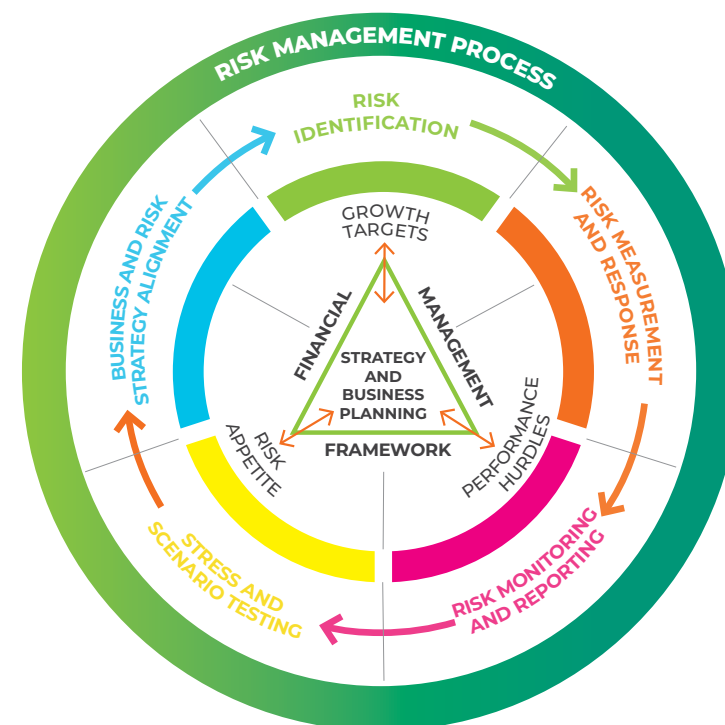 RISK MANAGEMENT PROCESS
RISK
IDENTIFICATION
RISK MEASUREMENT
AND RESPONSE
RISK MONITORING
AND REPORTING
STRESS AND
SCENARIO TESTING
BUSINESS AND RISK
STRATEGY ALIGNMENT
GROWTH
TARGETS
PERFORMANCE
HURDLES
RISK
APPETITE
FINANCIAL
MANAGEMENT
FRAMEWORK
STRATEGY
AND
BUSINESS
PLANNING